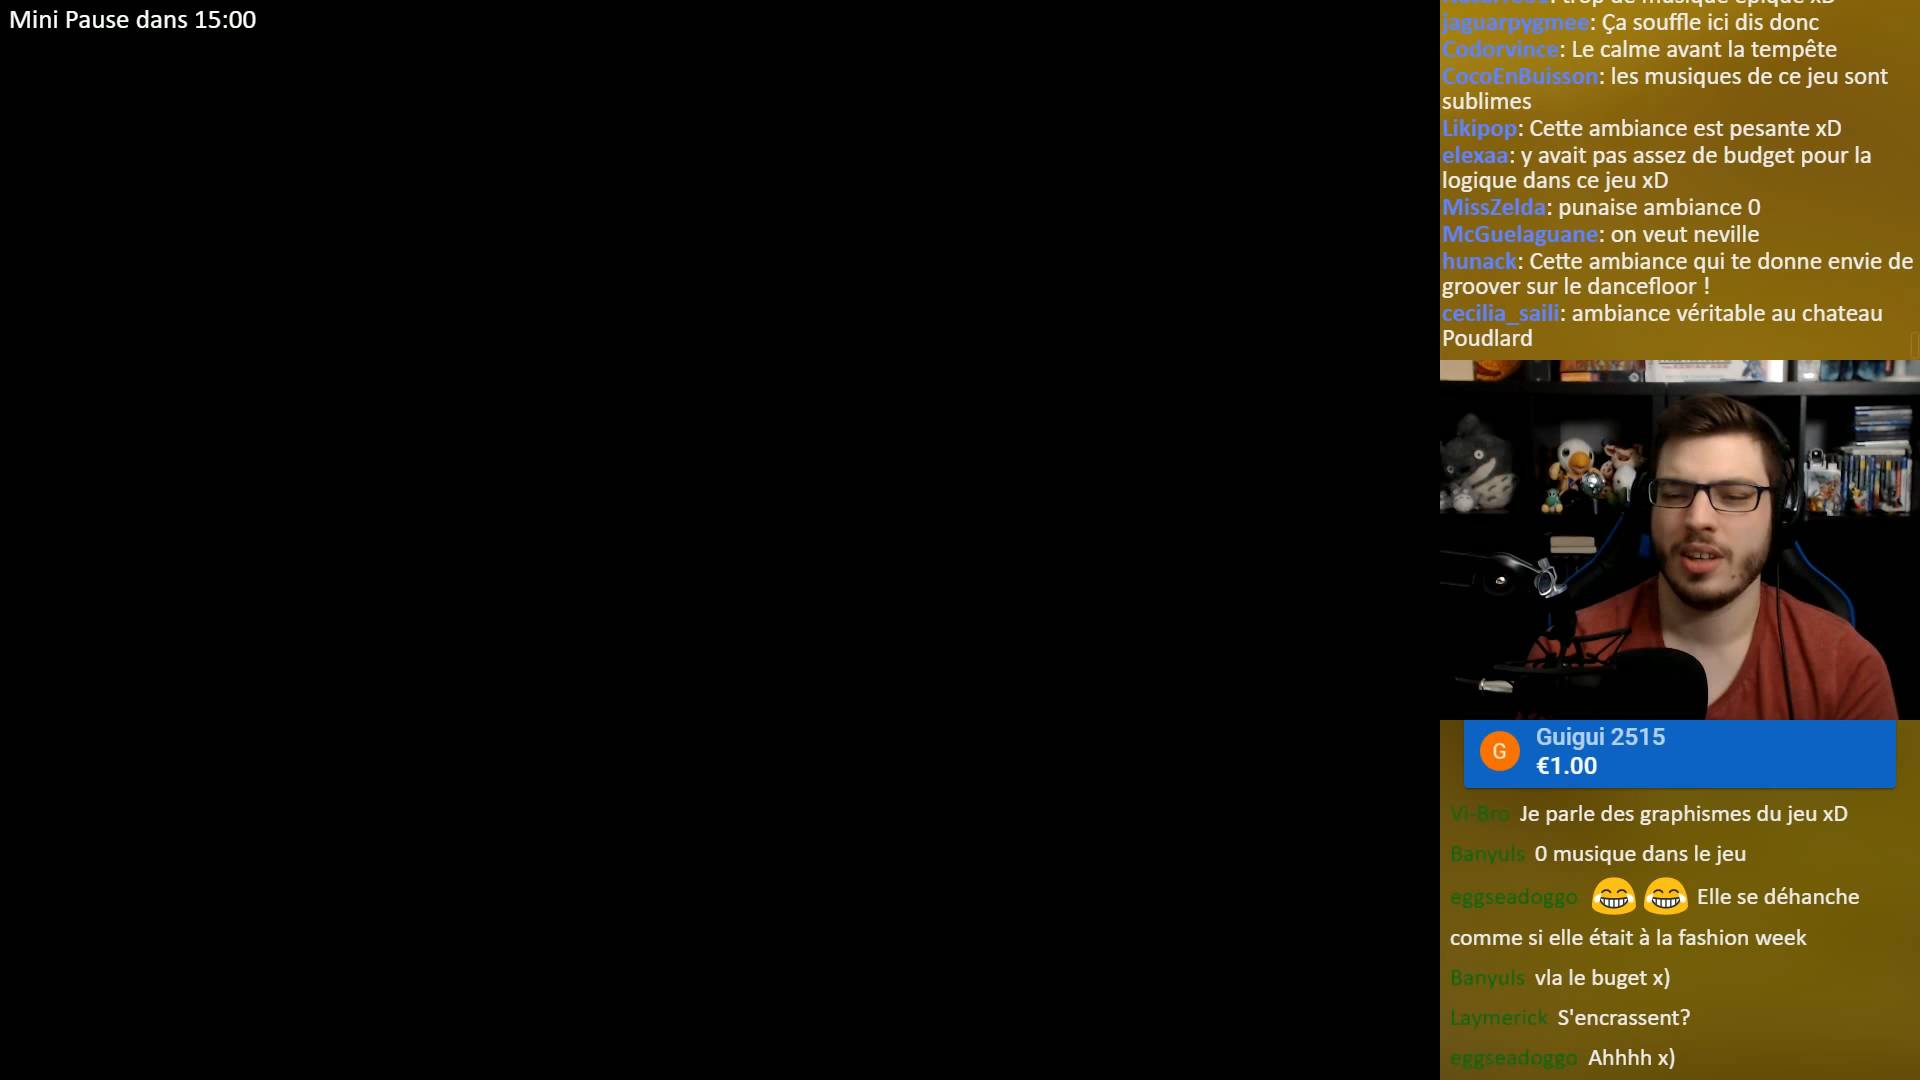 Mini Pause dans 15:00
jaguarpygmee: Ça souffle ici dis donc
Codorvince: Le calme avant la tempête
CocoEnBuisson: les musiques de ce jeu sont
sublimes
Likipop: Cette ambiance est pesante xD
elexaa: y avait pas assez de budget pour la
logique dans ce jeu xD
MissZelda: punaise ambiance 0
McGuelaguane: on veut neville
hunack: Cette ambiance qui te donne envie de
groover sur le dancefloor !
cecilia_saili: ambiance véritable au chateau
Poudlard
G
Guigui 2515
€1.00
Vi-Bro Je parle des graphismes du jeu xD
Banyuls 0 musique dans le jeu
eggseadoggo 😂 😂 Elle se déhanche
comme si elle était à la fashion week
Banyuls vla le buget x)
Laymerick S'encrassent?
eggseadoggo Ahhhh x)